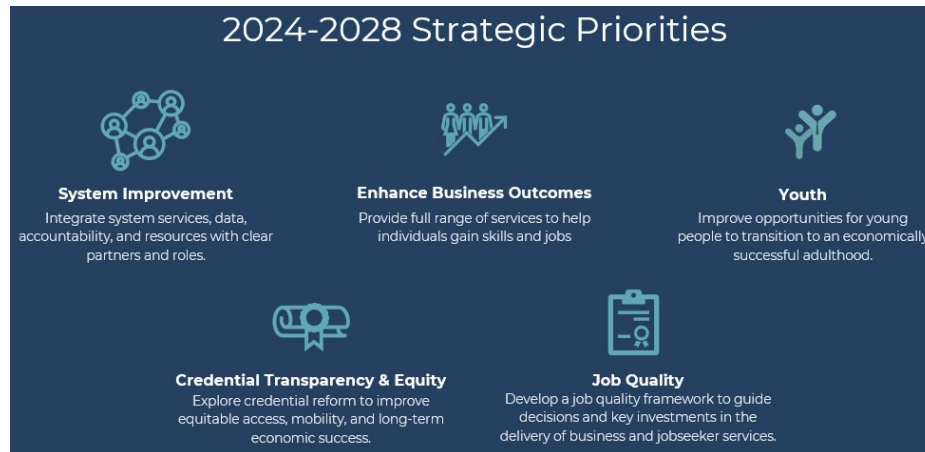 2024-2028 Strategic Priorities
System Improvement
Integrate system services, data,
accountability, and resources with clear
partners and roles.
Enhance Business Outcomes
Provide full range of services to help
individuals gain skills and jobs
Youth
Improve opportunities for young
people to transition to an economically
successful adulthood.
Credential Transparency & Equity
Explore credential reform to improve
equitable access, mobility, and long-term
economic success.
Job Quality
Develop a job quality framework to guide
decisions and key investments in the
delivery of business and jobseeker services.